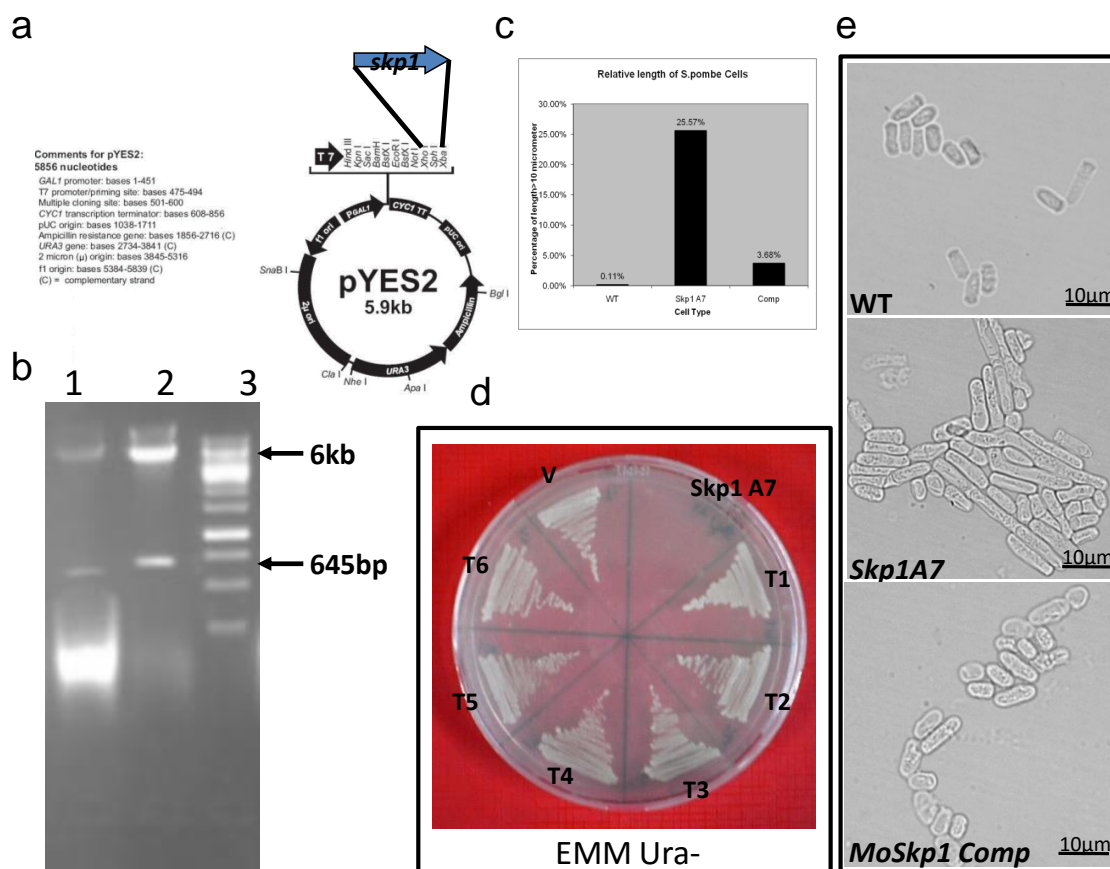 a
skp1
Comments for pYES2:
5856 nucleotides
GAL1 promoter: bases 1-451
T7 promoter/priming site: bases 475-494
Multiple cloning site: bases 501-600
CYC1 transcription terminator: bases 608-856
pUC origin: bases 1038-1711
Ampicillin resistance gene: bases 1856-2716 (C)
URA3 gene: bases 2734-3841 (C)
2 micron (µ) origin: bases 3845-5316
f1 origin: bases 5384-5839 (C)
(C) = complementary strand
T7
Hind III
Kpn I
Sac I
BamH I
BstX I
EcoR I
BstX I
Not I
Xho I
Sph I
Xba I
PGAL1
CYC1 TT
pUC ori
f1 ori
SnaB I
Bgl I
pYES2
5.9kb
2µ ori
Ampicillin
URA3
Cla I
Nhe I
Apa I
b
1 2 3
6kb
645bp
c
Relative length of S.pombe Cells
Percentage of length>10 micrometer
30.00%
25.00%
20.00%
15.00%
10.00%
5.00%
0.00%
0.11%
25.57%
3.68%
WT
Skp1 A7
Comp
Cell Type
d
V
Skp1 A7
T1
T2
T3
T4
T5
T6
EMM Ura-
e
WT
10µm
Skp1A7
10µm
MoSkp1 Comp
10µm